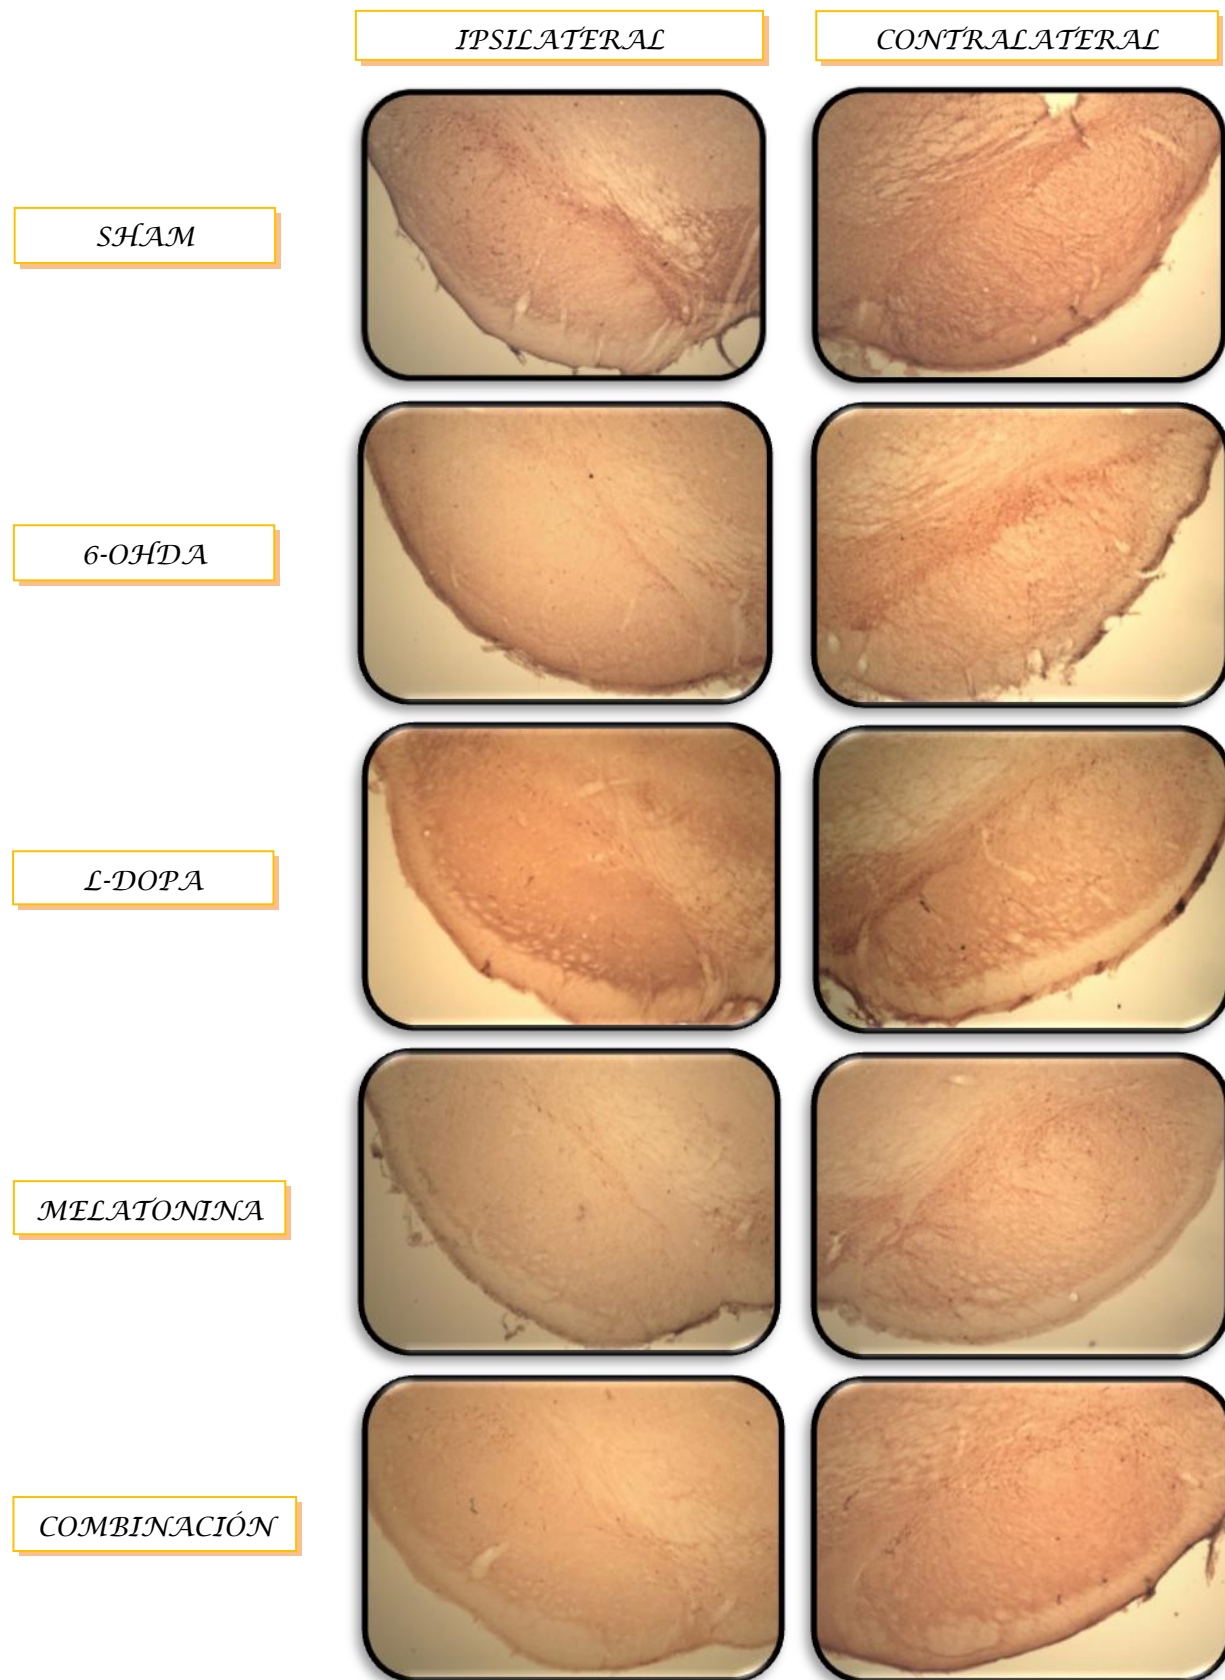 IPSILATERAL
CONTRALATERAL
SHAM
6-OHDA
L-DOPA
MELATONINA
COMBINACIÓN